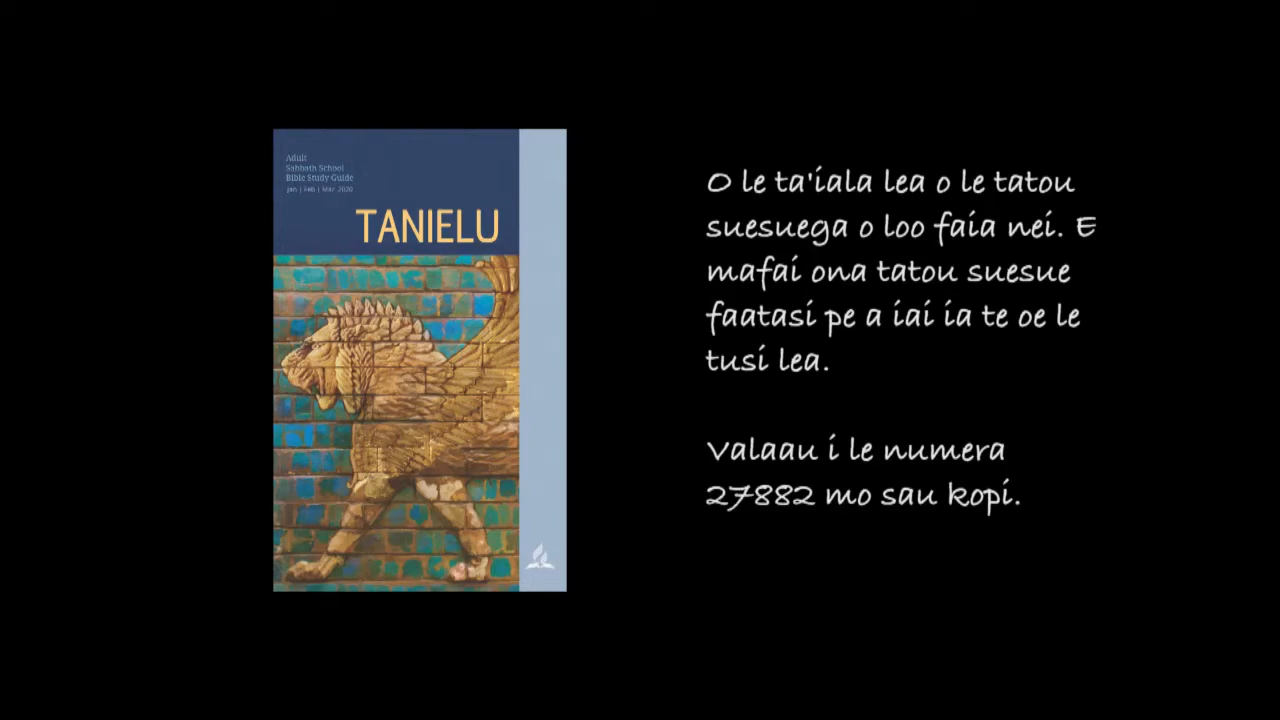 Adult
Sabbath School
Bible Study Guide
Jan | Feb | Mar 2020
TANIELU
O le ta'iala lea o le tatou
suesuega o loo faia nei. E
mafai ona tatou suesue
faatasi pe a iai ia te oe le
tusi lea.
Valaau i le numera
27882 mo sau kopi.